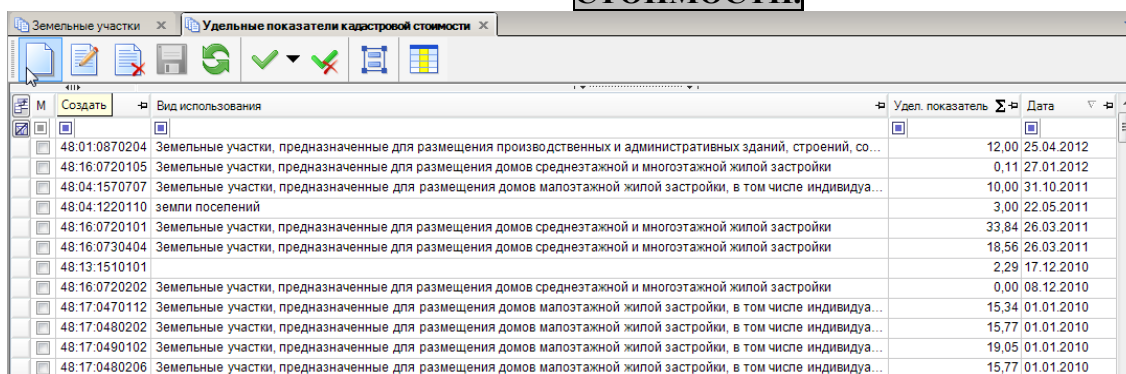 СТОИМОСТИ.
Земельные участки
Удельные показатели кадастровой стоимости
М Создать Вид использования Удел. показатель Σ Дата
48:01:0870204 Земельные участки, предназначенные для размещения производственных и административных зданий, строений, со... 12,00 25.04.2012
48:16:0720105 Земельные участки, предназначенные для размещения домов среднеэтажной и многоэтажной жилой застройки 0,11 27.01.2012
48:04:1570707 Земельные участки, предназначенные для размещения домов малоэтажной жилой застройки, в том числе индивидуа... 10,00 31.10.2011
48:04:1220110 земли поселений 3,00 22.05.2011
48:16:0720101 Земельные участки, предназначенные для размещения домов среднеэтажной и многоэтажной жилой застройки 33,84 26.03.2011
48:16:0730404 Земельные участки, предназначенные для размещения домов среднеэтажной и многоэтажной жилой застройки 18,56 26.03.2011
48:13:1510101 2,29 17.12.2010
48:16:0720202 Земельные участки, предназначенные для размещения домов среднеэтажной и многоэтажной жилой застройки 0,00 08.12.2010
48:17:0470112 Земельные участки, предназначенные для размещения домов малоэтажной жилой застройки, в том числе индивидуа... 15,34 01.01.2010
48:17:0480202 Земельные участки, предназначенные для размещения домов малоэтажной жилой застройки, в том числе индивидуа... 15,77 01.01.2010
48:17:0490102 Земельные участки, предназначенные для размещения домов малоэтажной жилой застройки, в том числе индивидуа... 19,05 01.01.2010
48:17:0480206 Земельные участки, предназначенные для размещения домов малоэтажной жилой застройки, в том числе индивидуа... 15,77 01.01.2010